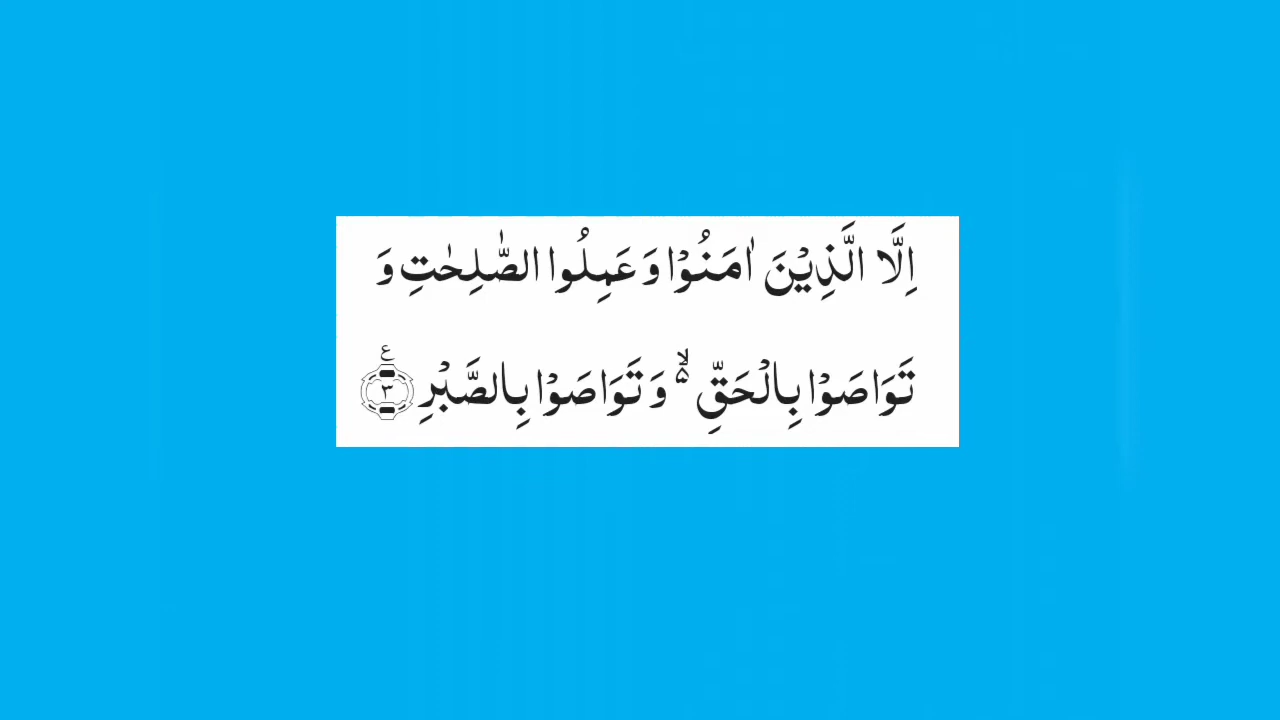 اِلَّا الَّذِيْنَ اٰمَنُوْا وَ عَمِلُوا الصّٰلِحٰتِ وَ
تَوَاصَوْا بِالْحَقِّ ۙ۬ وَ تَوَاصَوْا بِالصَّبْرِ ﴿۳﴾ ع